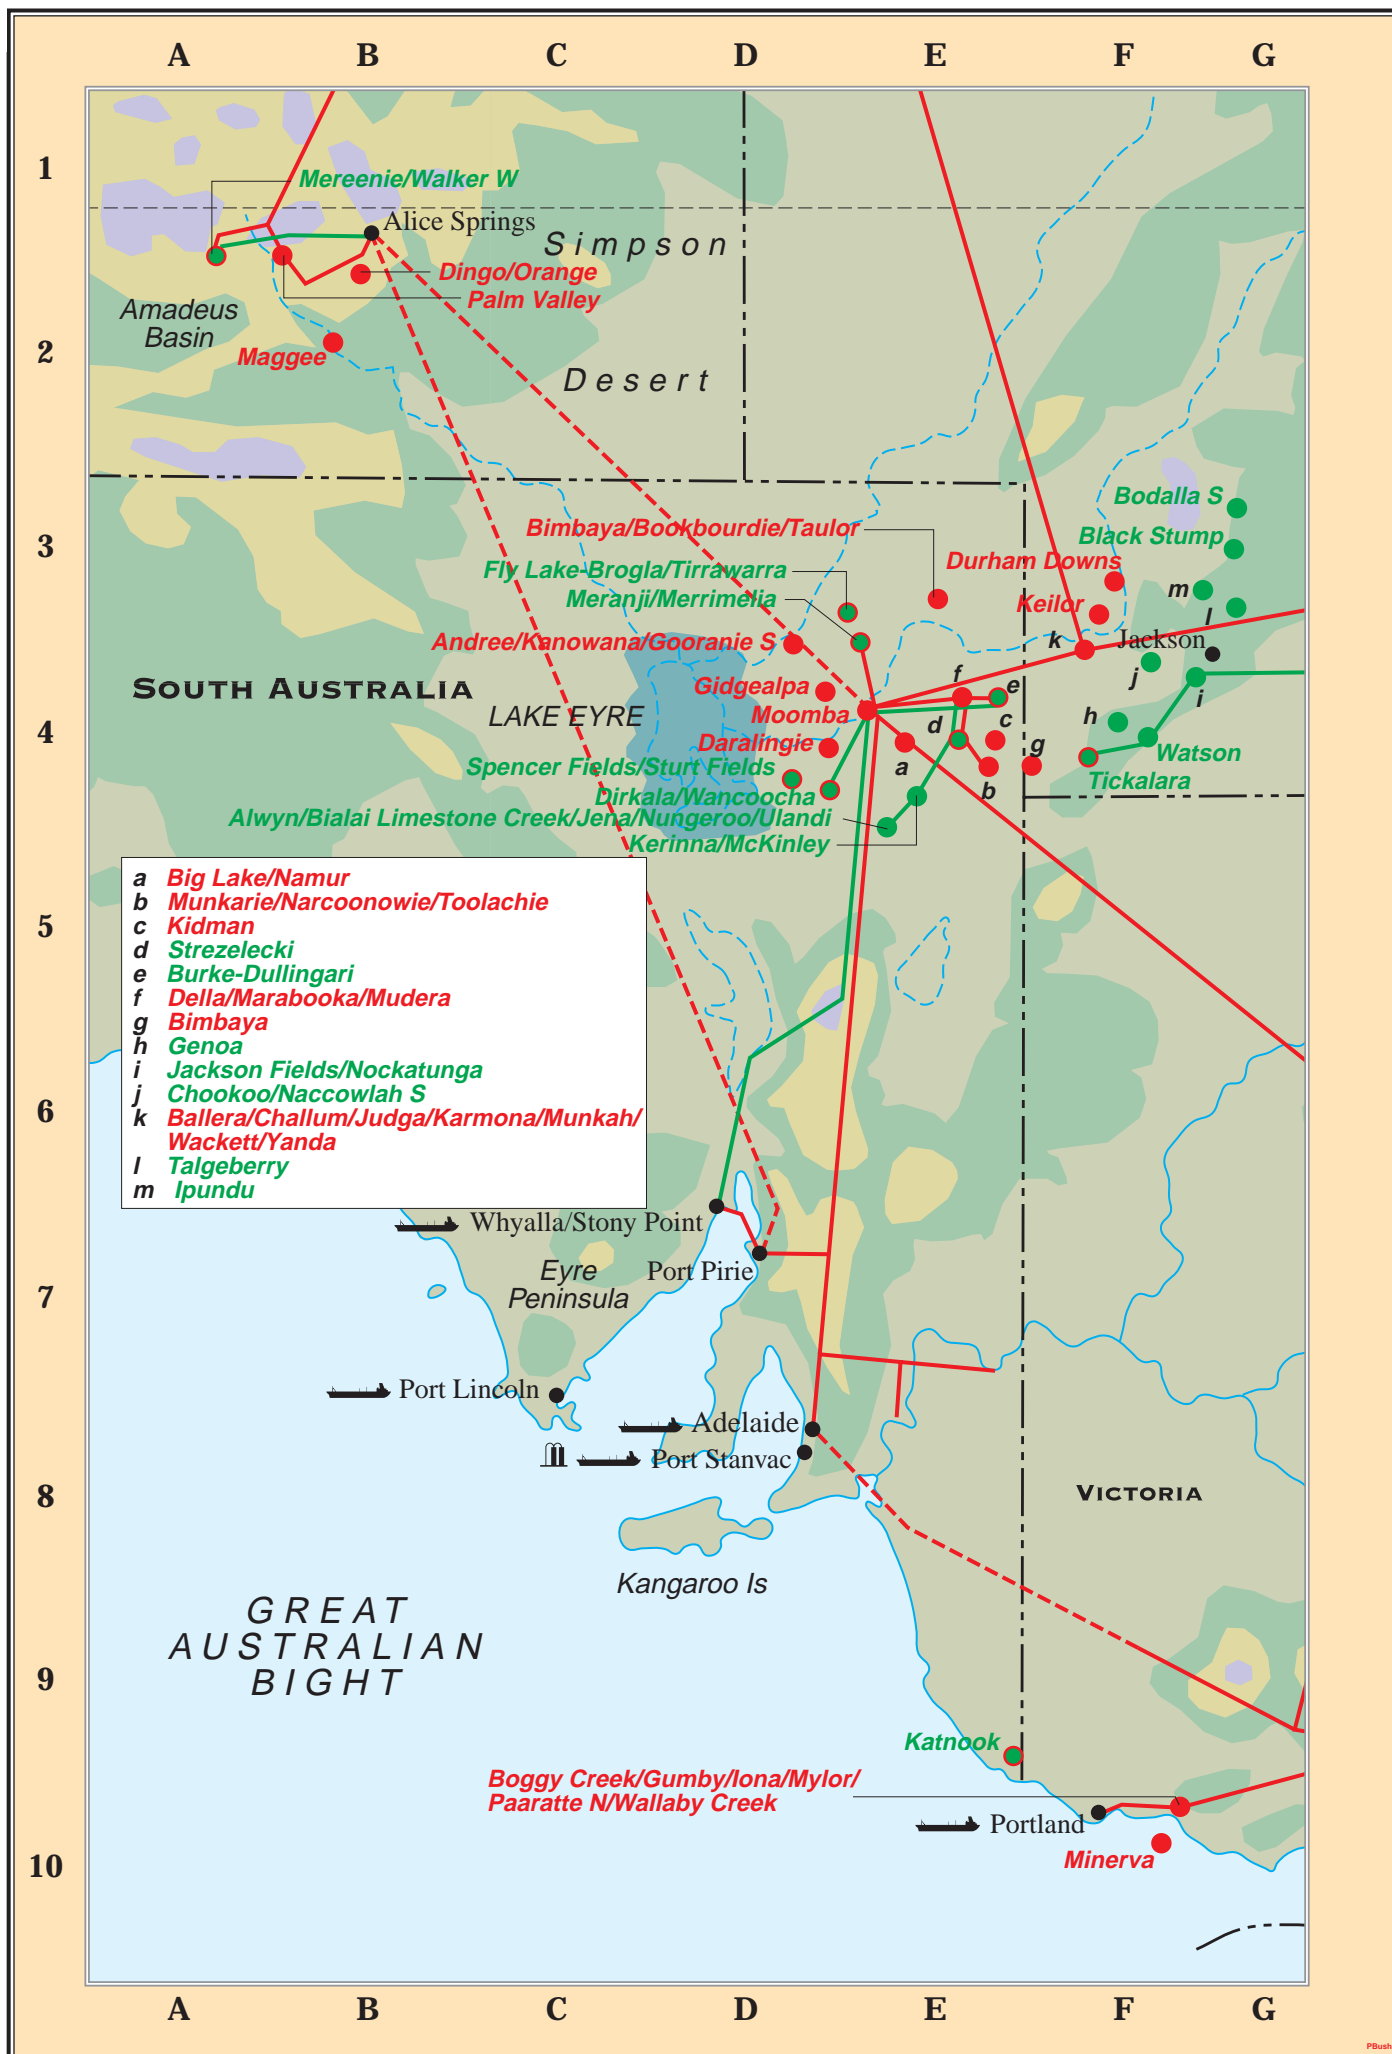 A B C D E F G
1
Mereenie/Walker W
Alice Springs
Simpson
Dingo/Orange
Palm Valley
Amadeus
Basin
2
Maggee
Desert
Bodalla S
Bimbaya/Bookbourdie/Taulor
3
Black Stump
Durham Downs
Fly Lake-Brogla/Tirrawarra
m
Meranji/Merrimelia
Keilor
l
Andree/Kanowana/Gooranie S
k
Jackson
SOUTH AUSTRALIA
Gidgealpa
f
e
j
i
LAKE EYRE
Moomba
d
c
h
4
Daralingie
a
g
Watson
Spencer Fields/Sturt Fields
b
Tickalara
Dirkala/Wancoocha
Alwyn/Bialai Limestone Creek/Jena/Nungeroo/Ulandi
Kerinna/McKinley
a Big Lake/Namur
b Munkarie/Narcoonowie/Toolachie
c Kidman
d Strezelecki
e Burke-Dullingari
f Della/Marabooka/Mudera
g Bimbaya
h Genoa
i Jackson Fields/Nockatunga
j Chookoo/Naccowlah S
k Ballera/Challum/Judga/Karmona/Munkah/
Wackett/Yanda
l Talgeberry
m Ipundu
5
6
Whyalla/Stony Point
Port Pirie
Eyre
Peninsula
7
Port Lincoln
Adelaide
Port Stanvac
8
VICTORIA
Kangaroo Is
GREAT
AUSTRALIAN
BIGHT
9
Katnook
Boggy Creek/Gumby/Iona/Mylor/
Paaratte N/Wallaby Creek
Portland
10
Minerva
A B C D E F G
PBush